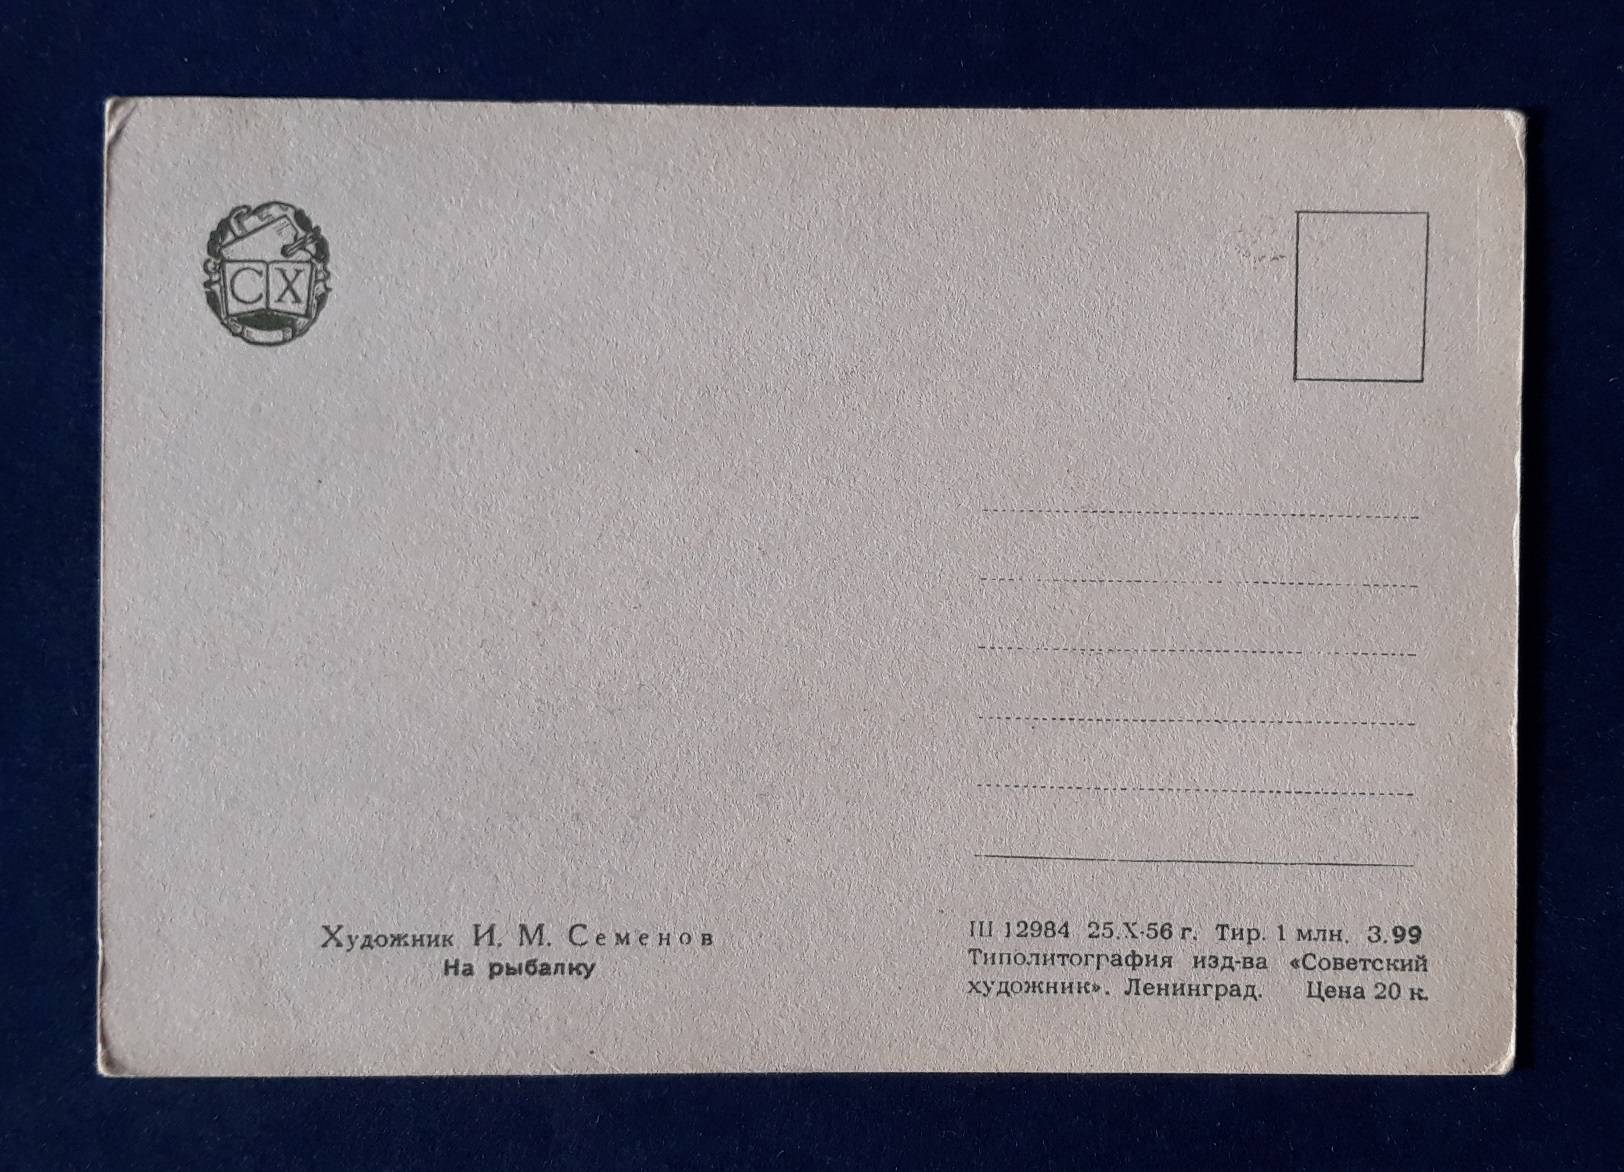 СХ
Художник И. М. Семенов
На рыбалку
Ш 12984 25.X-56 г. Тир. 1 млн. 3.99
Типолитография изд-ва «Советский
художник». Ленинград. Цена 20 к.